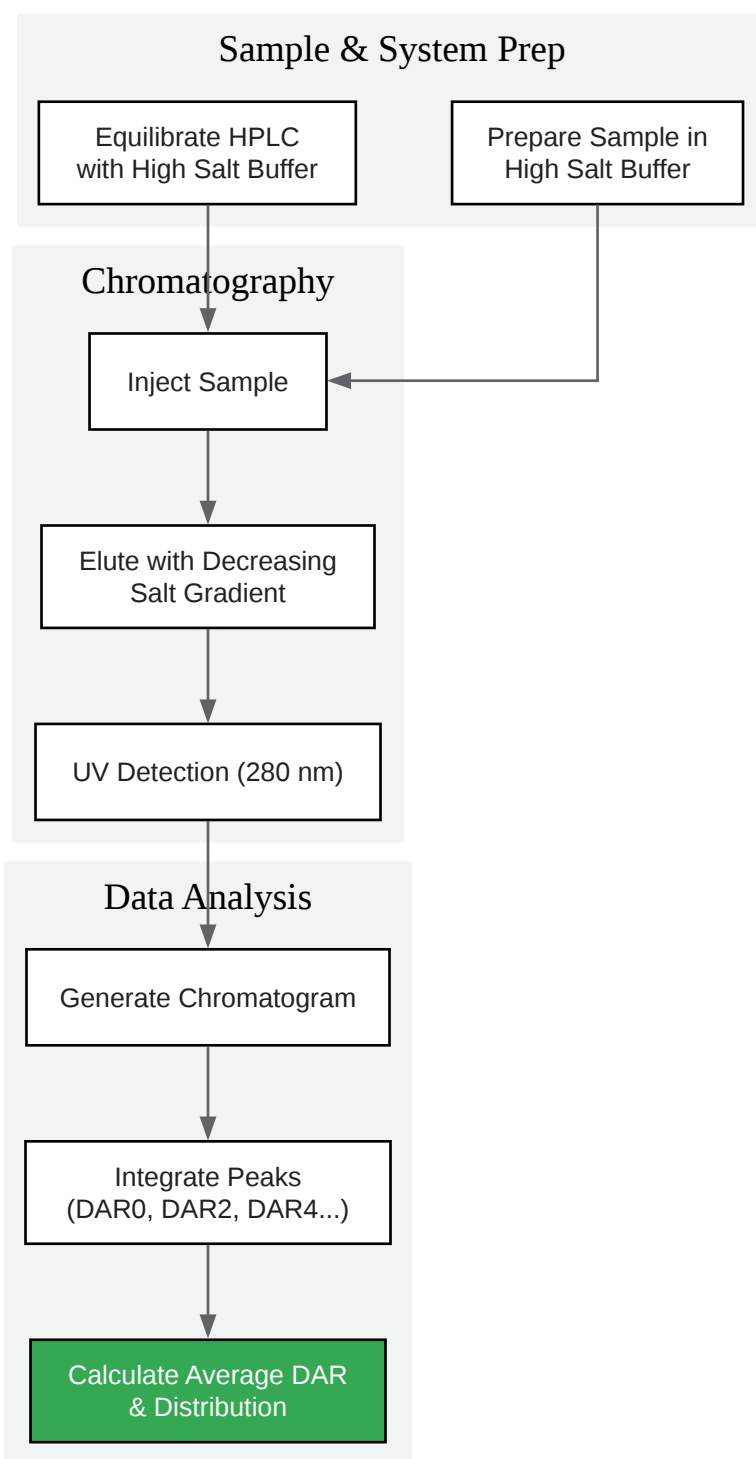 Sample & System Prep
Equilibrate HPLC
with High Salt Buffer
Prepare Sample in
High Salt Buffer
Chromatography
Inject Sample
Elute with Decreasing
Salt Gradient
UV Detection (280 nm)
Data Analysis
Generate Chromatogram
Integrate Peaks
(DAR0, DAR2, DAR4...)
Calculate Average DAR
& Distribution